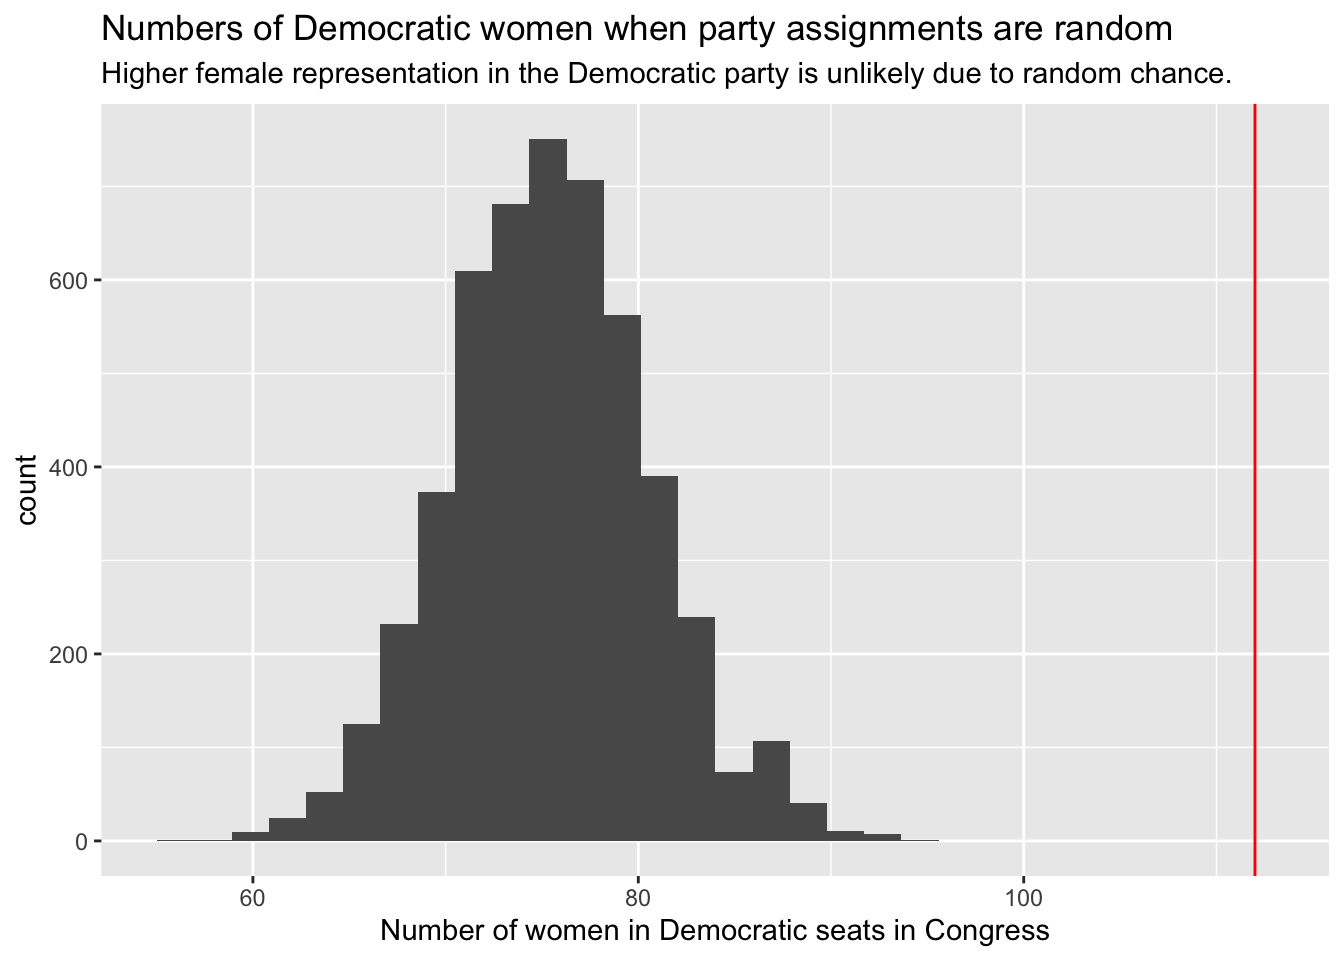 Numbers of Democratic women when party assignments are random
Higher female representation in the Democratic party is unlikely due to random chance.
600
400
200
0
count
60 80 100
Number of women in Democratic seats in Congress